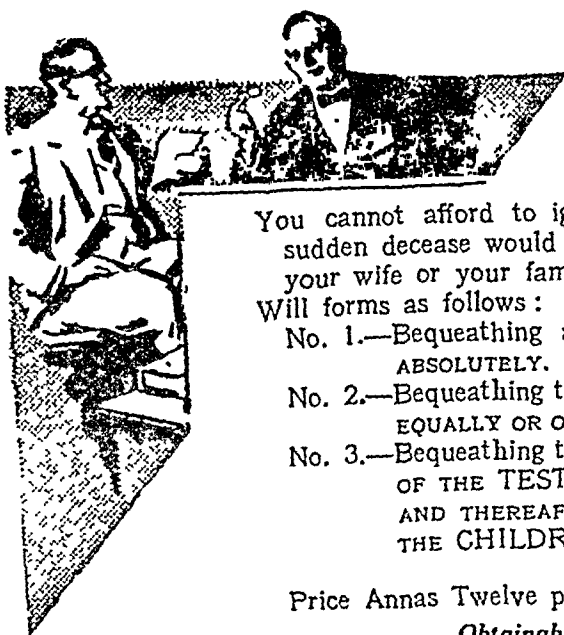 You cannot afford to ig
sudden decease would
your wife or your fam
Will forms as follows :
No. 1.—Bequeathing a
ABSOLUTELY.
No. 2.—Bequeathing t
EQUALLY OR O
No. 3.—Bequeathing t
OF THE TEST
AND THEREAF
THE CHILDR
Price Annas Twelve p
Obtainab